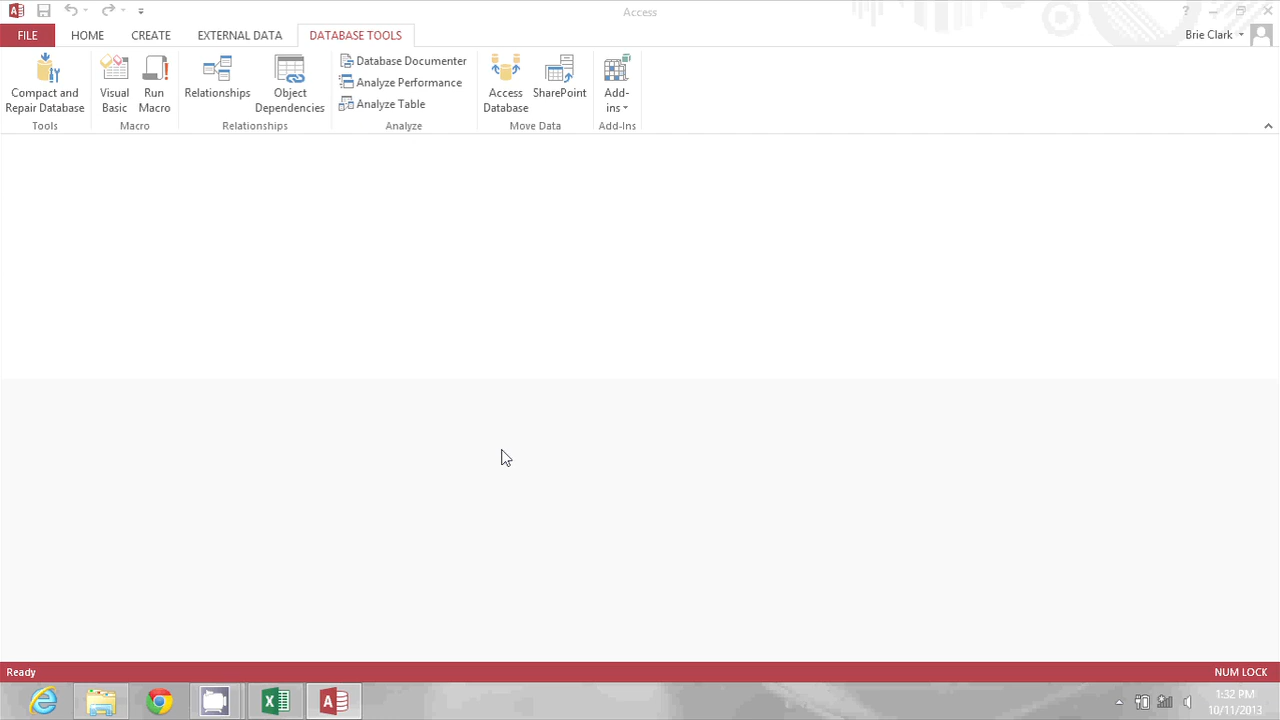 Access
FILE
HOME
CREATE
EXTERNAL DATA
DATABASE TOOLS
Brie Clark
Compact and
Repair Database
Visual
Basic
Run
Macro
Relationships
Object
Dependencies
Database Documenter
Analyze Performance
Analyze Table
Access
Database
SharePoint
Add-
ins
Tools
Macro
Relationships
Analyze
Move Data
Add-Ins
Ready
NUM LOCK
1:32 PM
10/11/2013